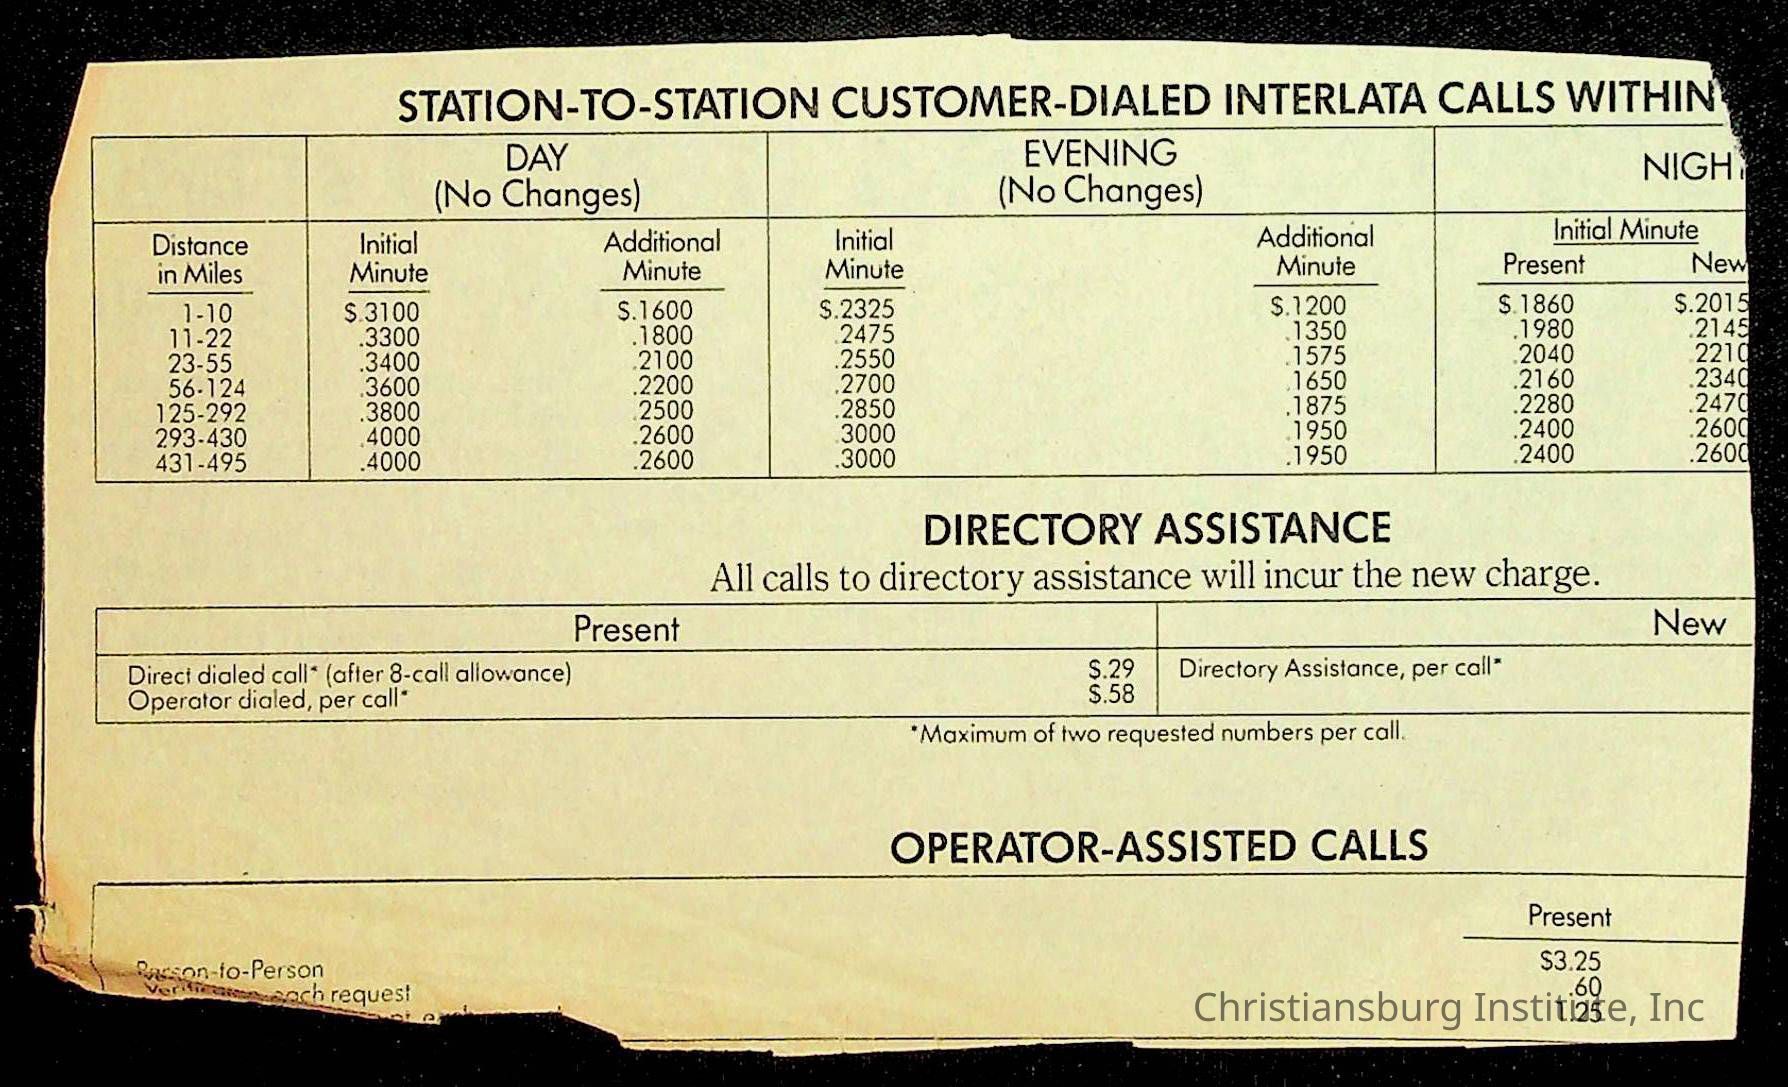 STATION-TO-STATION CUSTOMER-DIALED INTERLATA CALLS WITHIN
DAY EVENING NIGH
(No Changes) (No Changes)
Distance Initial Additional Initial Additional Initial Minute
in Miles Minute Minute Minute Minute Present New
1-10 $.3100 $.1600 $.2325 $.1200 $.1860 $.2015
11-22 .3300 .1800 .2475 .1350 .1980 .2145
23-55 .3400 .2100 .2550 .1575 .2040 .2210
56-124 .3600 .2200 .2700 .1650 .2160 .2340
125-292 .3800 .2500 .2850 .1875 .2280 .2470
293-430 .4000 .2600 .3000 .1950 .2400 .2600
431-495 .4000 .2600 .3000 .1950 .2400 .2600
DIRECTORY ASSISTANCE
All calls to directory assistance will incur the new charge.
Present New
Direct dialed call* (after 8-call allowance) $.29 Directory Assistance, per call*
Operator dialed, per call* $.58
*Maximum of two requested numbers per call.
OPERATOR-ASSISTED CALLS
Present
Person-to-Person $3.25
each request .60
1.25
Christiansburg Institute, Inc